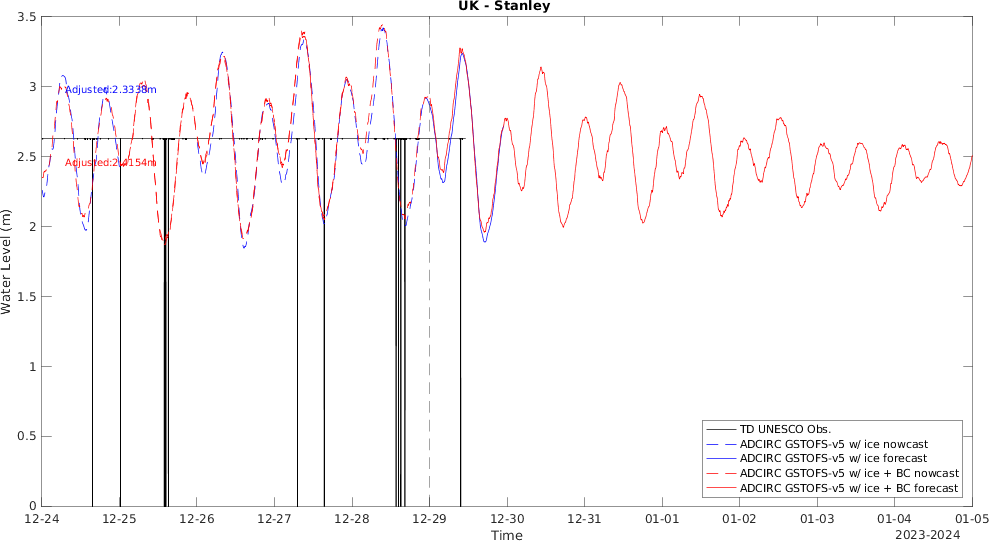 UK - Stanley
3.5
3
2.5
2
1.5
1
0.5
0
Water Level (m)
Adjusted:2.3338m
Adjusted:2.4154m
TD UNESCO Obs.
ADCIRC GSTOFS-v5 w/ ice nowcast
ADCIRC GSTOFS-v5 w/ ice forecast
ADCIRC GSTOFS-v5 w/ ice + BC nowcast
ADCIRC GSTOFS-v5 w/ ice + BC forecast
12-24 12-25 12-26 12-27 12-28 12-29 12-30 12-31 01-01 01-02 01-03 01-04 01-05
Time
2023-2024